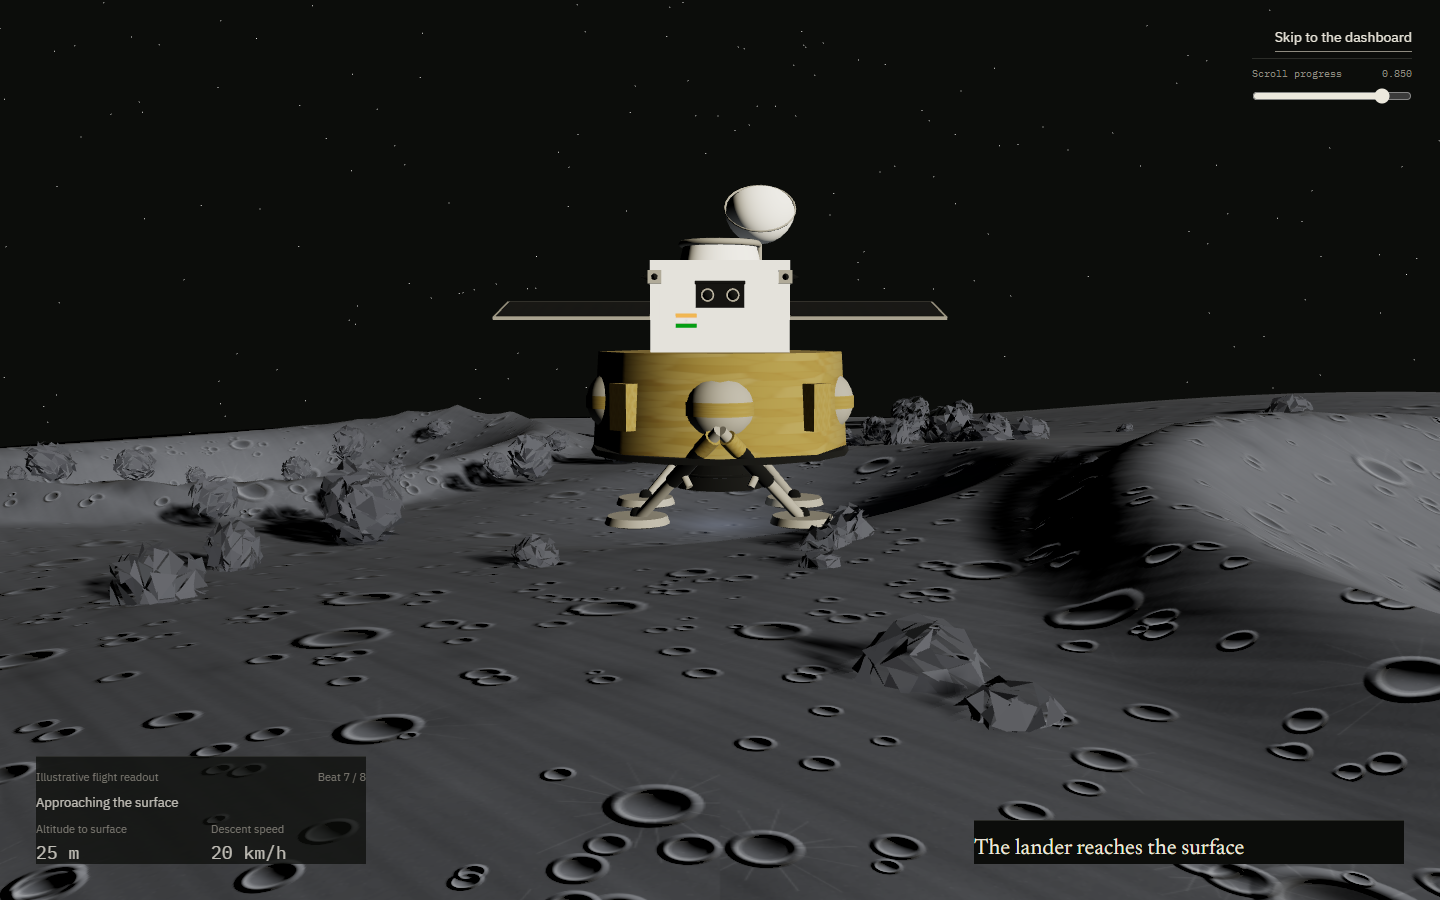 Skip to the dashboard
Scroll progress 0.850
Illustrative flight readout Beat 7 / 8
Approaching the surface
Altitude to surface Descent speed
25 m 20 km/h
The lander reaches the surface